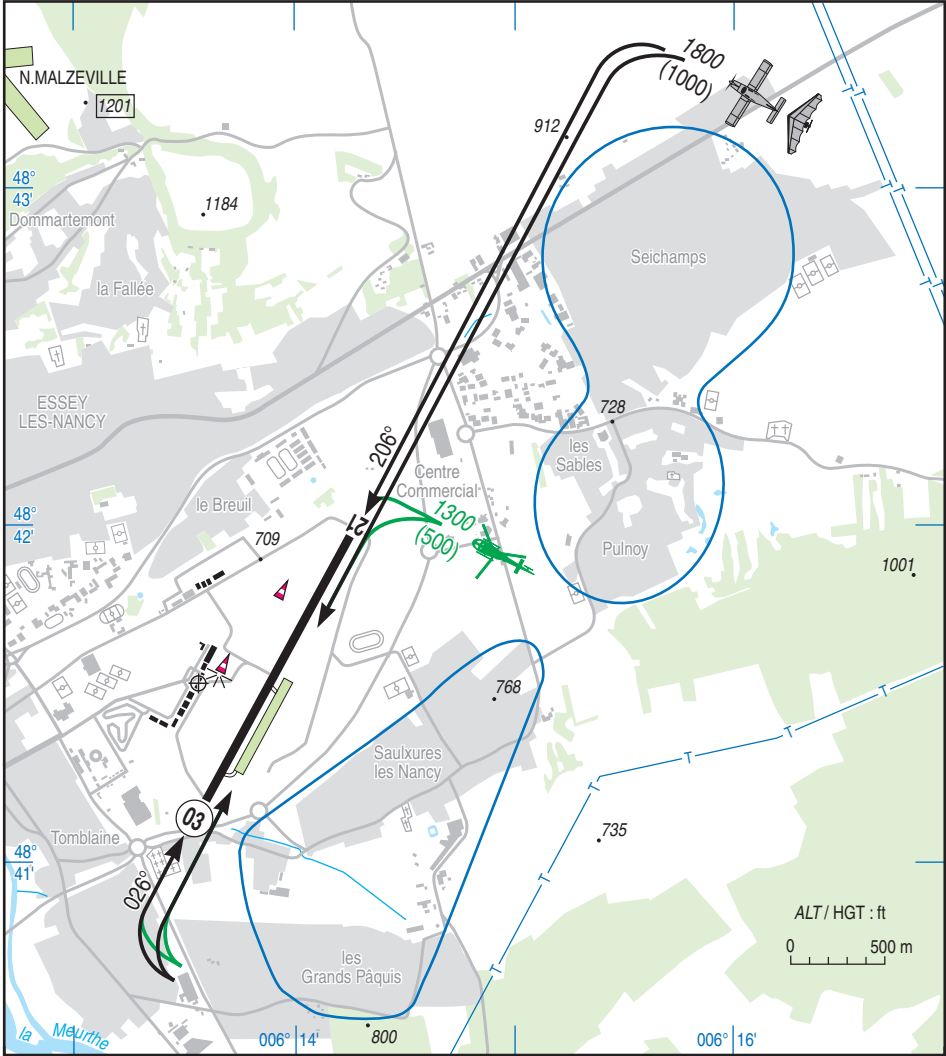 1800
(1000)
N.MALZEVILLE
1201
912
48°
43'
1184
Dommartemont
Seichamps
la Fallée
ESSEY
LES-NANCY
728
206°
les
Sables
Centre
Commercial
le Breuil
1300
(500)
21
48°
42'
709
Pulnoy
1001
T
T
T
T
768
T
T
T
Saulxures
les Nancy
T
03
Tomblaine
735
48°
41'
T
026°
ALT / HGT : ft
0 500 m
les
Grands Pâquis
T
T
la Meurthe
006° 14'
800
006° 16'